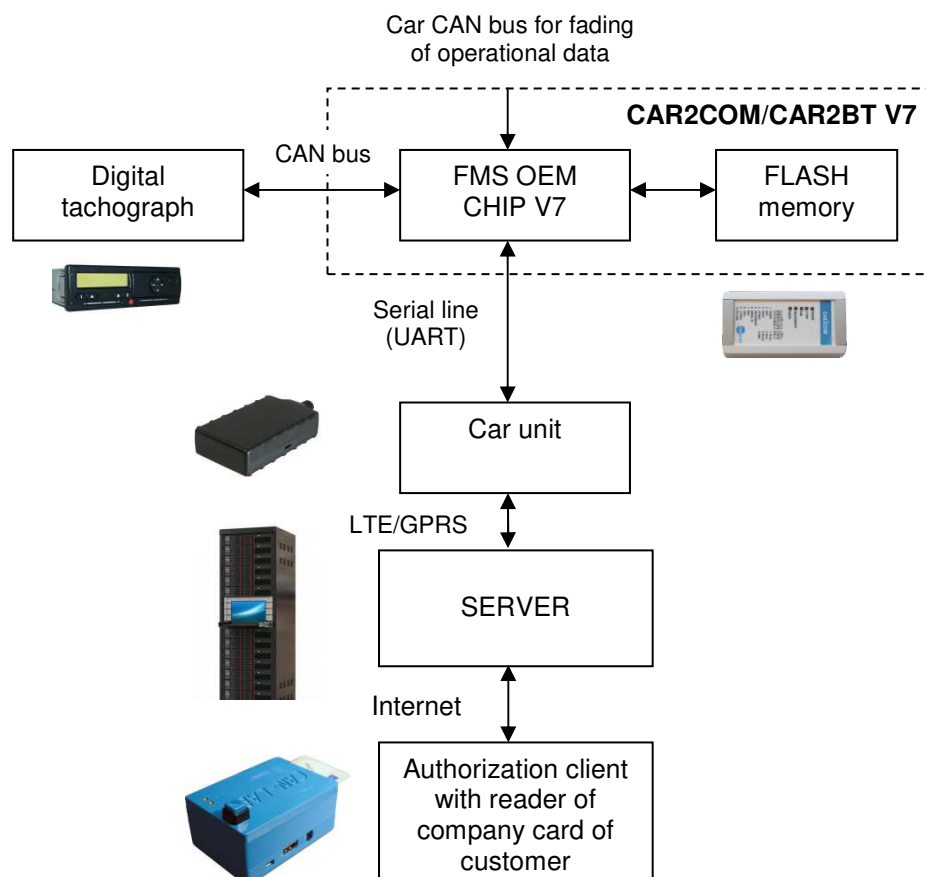 Car CAN bus for fading
of operational data
CAR2COM/CAR2BT V7
CAN bus
Digital
tachograph
FMS OEM
CHIP V7
FLASH
memory
Serial line
(UART)
Car unit
LTE/GPRS
SERVER
Internet
Authorization client
with reader of
company card of
customer